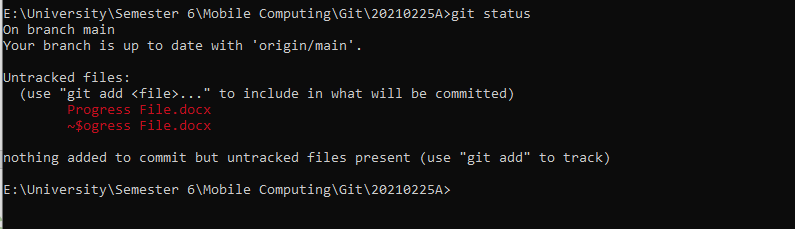 E:\University\Semester 6\Mobile Computing\Git\20210225A>git status
On branch main
Your branch is up to date with 'origin/main'.
Untracked files:
  (use "git add <file>..." to include in what will be committed)
        Progress File.docx
        ~$ogress File.docx
nothing added to commit but untracked files present (use "git add" to track)
E:\University\Semester 6\Mobile Computing\Git\20210225A>